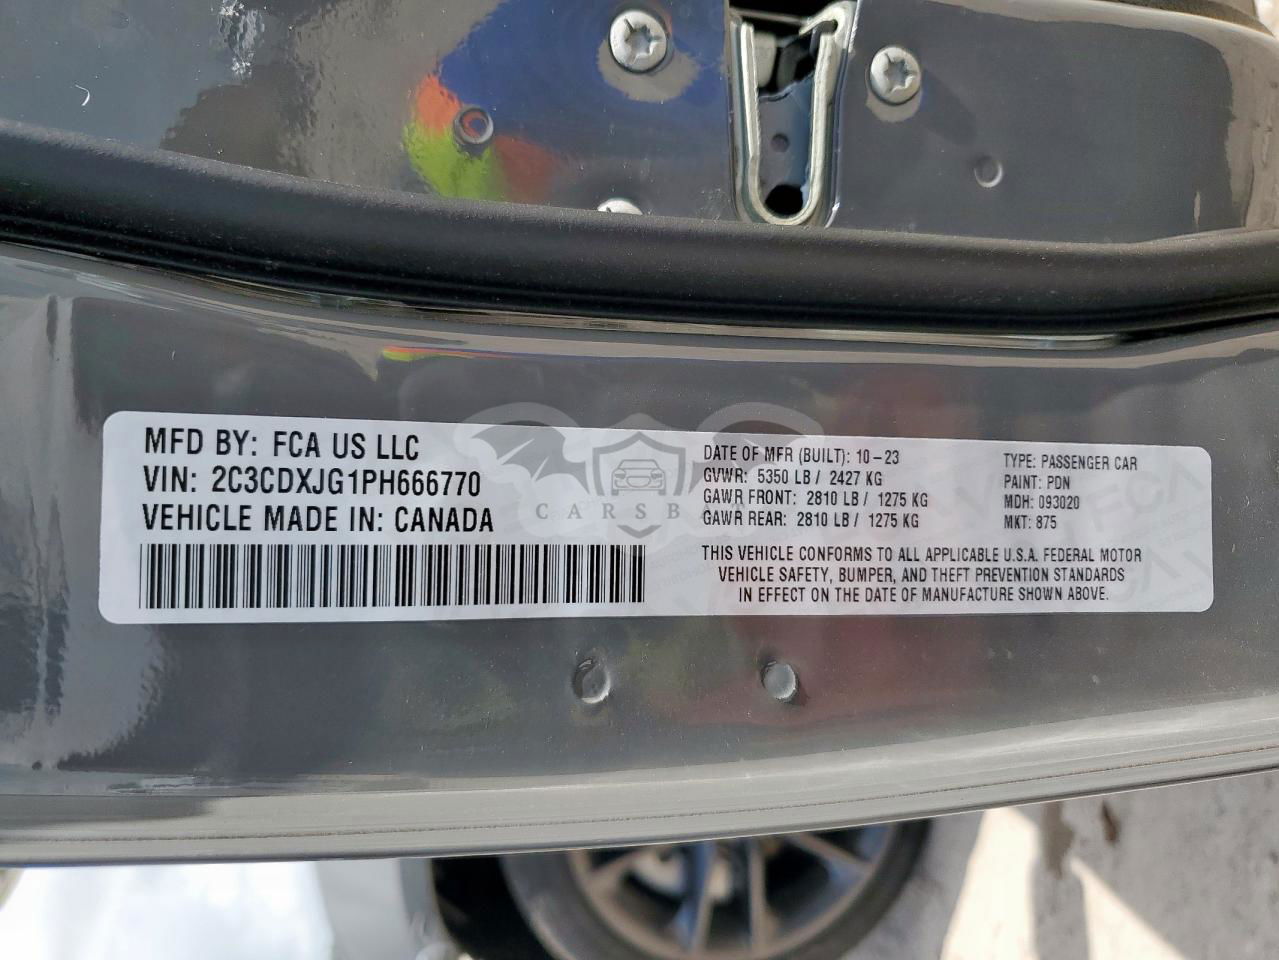 MFD BY: FCA US LLC
VIN: 2C3CDXJG1PH666770
VEHICLE MADE IN: CANADA
DATE OF MFR (BUILT): 10-23
GVWR: 5350 LB / 2427 KG
GAWR FRONT: 2810 LB / 1275 KG
GAWR REAR: 2810 LB / 1275 KG
TYPE: PASSENGER CAR
PAINT: PDN
MDH: 093020
MKT: 875
THIS VEHICLE CONFORMS TO ALL APPLICABLE U.S.A. FEDERAL MOTOR
VEHICLE SAFETY, BUMPER, AND THEFT PREVENTION STANDARDS
IN EFFECT ON THE DATE OF MANUFACTURE SHOWN ABOVE.